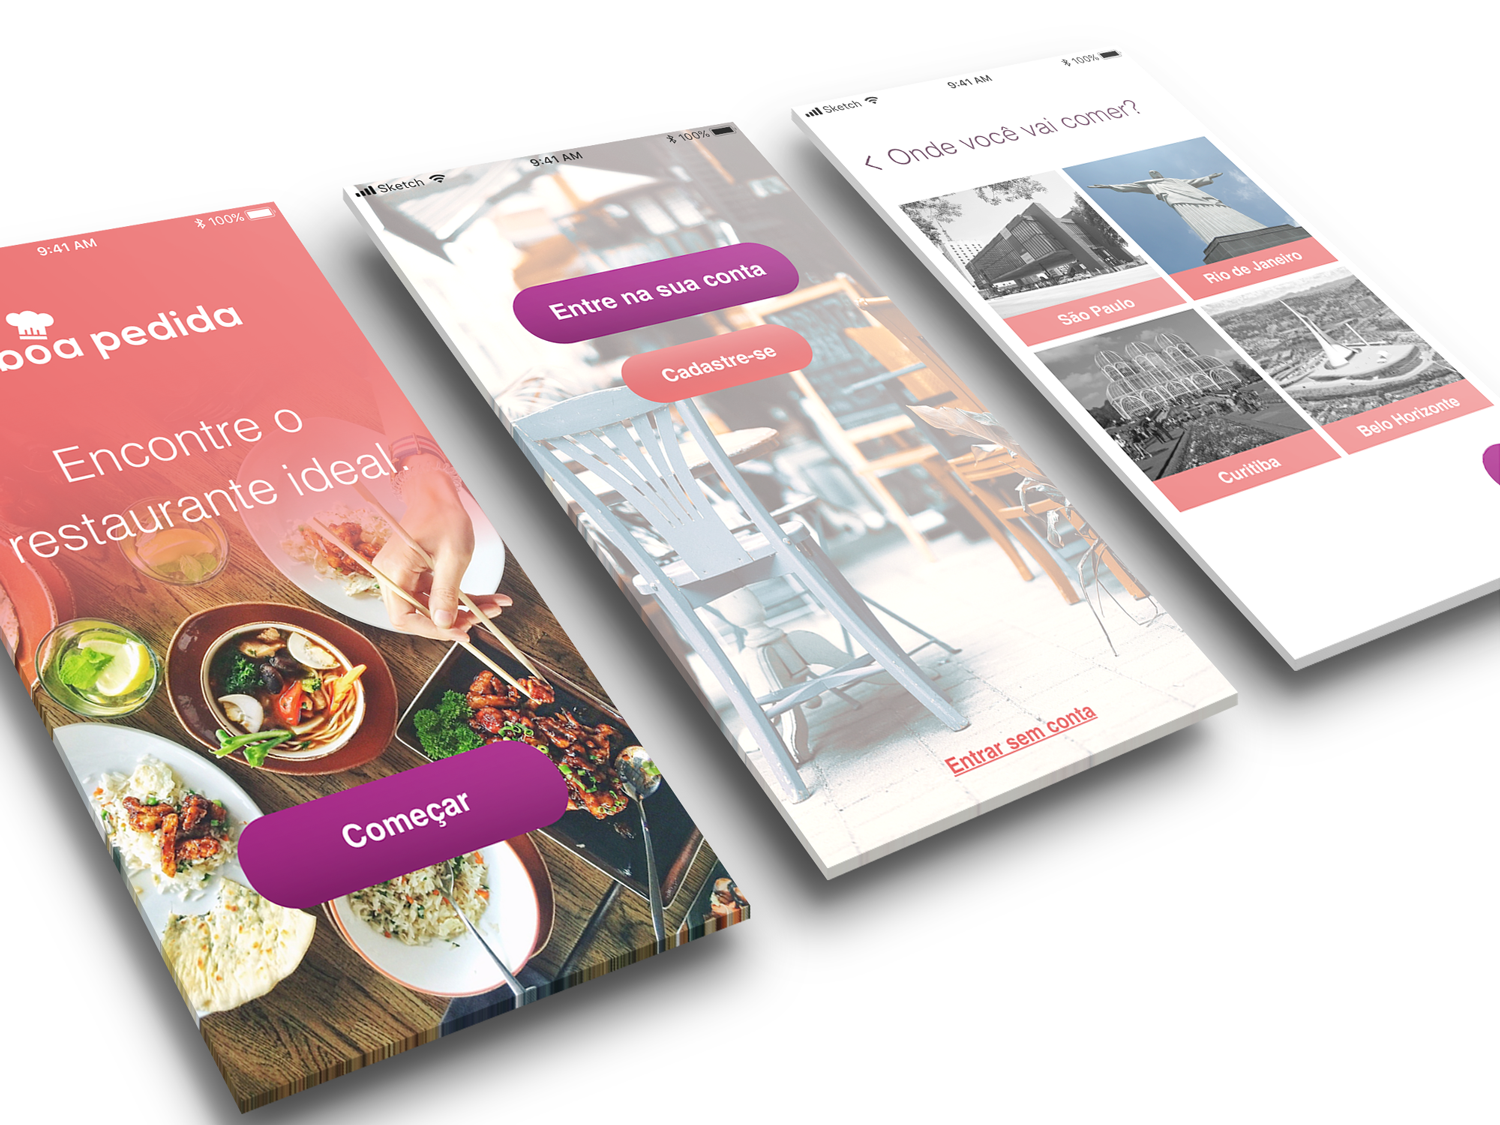 9:41 AM
100%
boa pedida
Encontre o
restaurante ideal.
Começar
Sketch
9:41 AM
100%
Entre na sua conta
Cadastre-se
Entrar sem conta
Sketch
9:41 AM
100%
Onde você vai comer?
São Paulo
Rio de Janeiro
Curitiba
Belo Horizonte